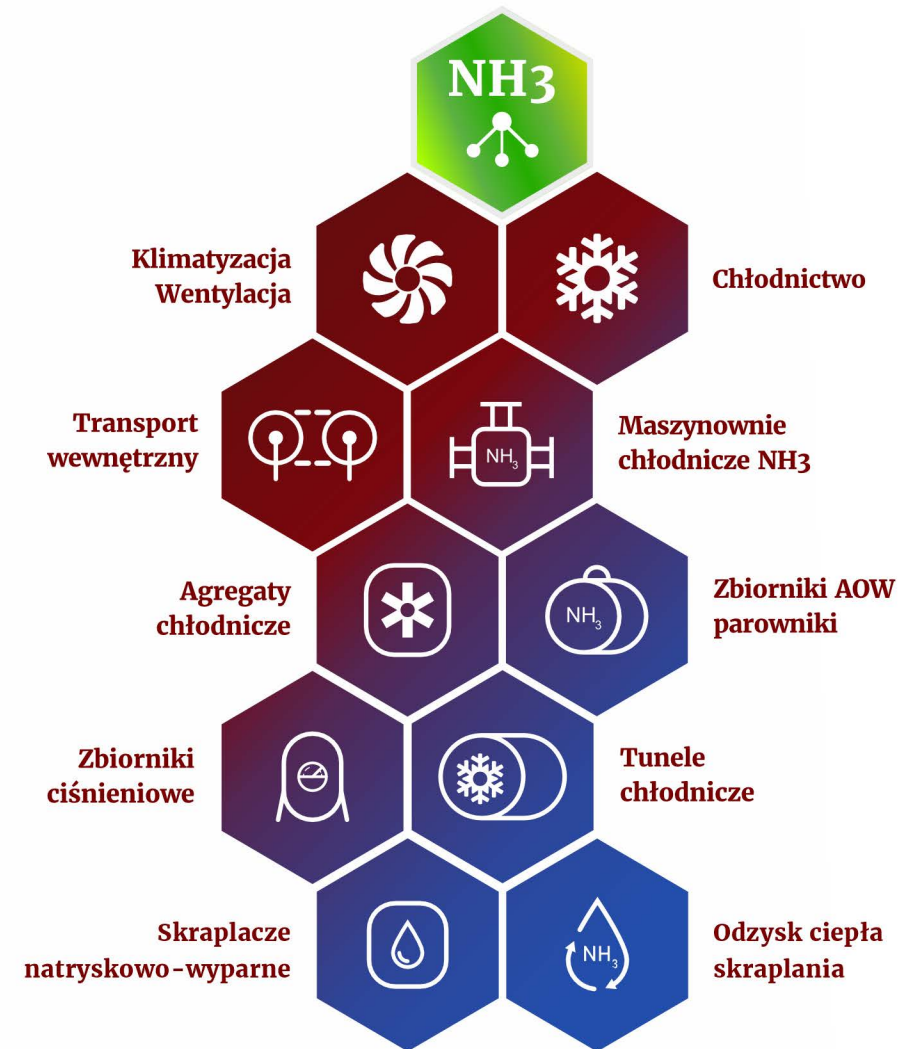 NH3
Klimatyzacja
Wentylacja
Chłodnictwo
Transport
wewnętrzny
NH3
Maszynownie
chłodnicze NH3
Agregaty
chłodnicze
NH3
Zbiorniki AOW
parowniki
Zbiorniki
ciśnieniowe
Tunele
chłodnicze
Skraplacze
natryskowo-wyparne
NH3
Odzysk ciepła
skraplania